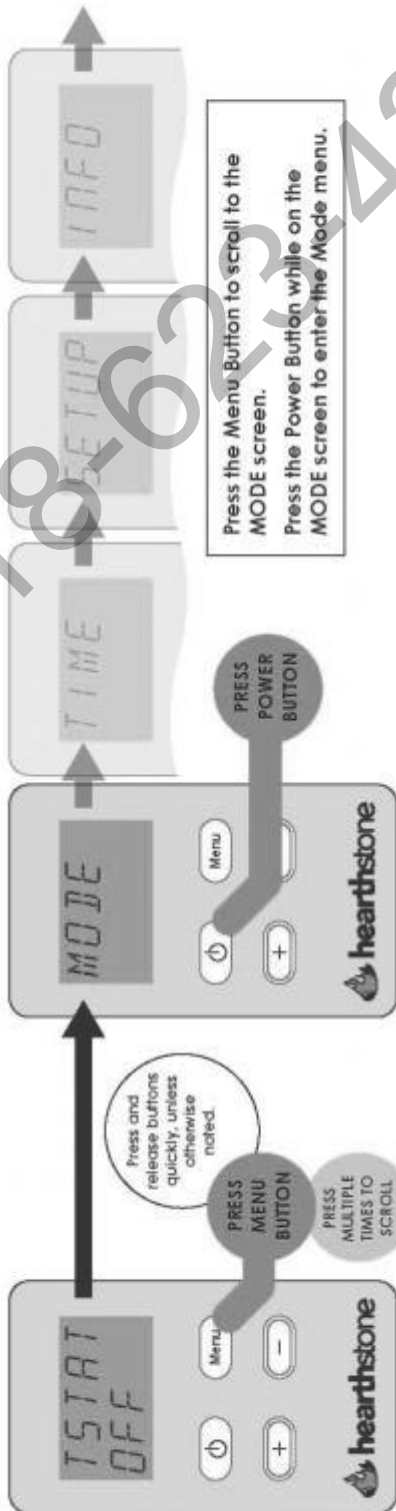 TSTAT
OFF
Menu
+
-
hearthstone
PRESS
MENU
BUTTON
PRESS
MULTIPLE
TIMES TO
SCROLL
Press and
release buttons
quickly, unless
otherwise
noted.
MODE
Menu
+
hearthstone
PRESS
POWER
BUTTON
TIME
SETUP
INFO
Press the Menu Button to scroll to the
MODE screen.
Press the Power Button while on the
MODE screen to enter the Mode menu.